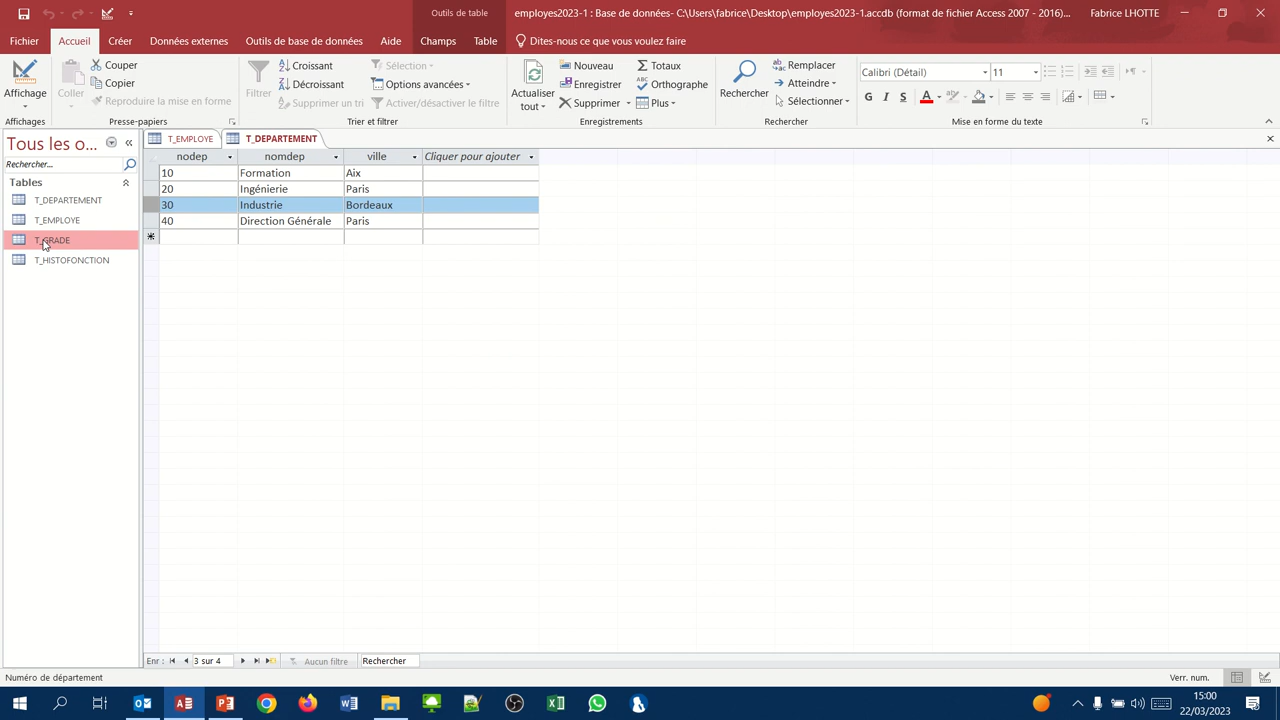 Outils de table
employes2023-1 : Base de données- C:\Users\fabrice\Desktop\employes2023-1.accdb (format de fichier Access 2007 - 2016)...
Fabrice LHOTTE
Fichier
Accueil
Créer
Données externes
Outils de base de données
Aide
Champs
Table
Dites-nous ce que vous voulez faire
Affichage
Affichages
Coller
Couper
Copier
Reproduire la mise en forme
Presse-papiers
Filtrer
Croissant
Décroissant
Supprimer un tri
Sélection
Options avancées
Activer/désactiver le filtre
Trier et filtrer
Actualiser
tout
Nouveau
Enregistrer
Supprimer
Totaux
Orthographe
Plus
Enregistrements
Rechercher
Remplacer
Atteindre
Sélectionner
Rechercher
Calibri (Détail)
11
G I S A
Mise en forme du texte
Tous les o...
Rechercher...
Tables
T_DEPARTEMENT
T_EMPLOYE
T_GRADE
T_HISTOFONCTION
T_EMPLOYE
T_DEPARTEMENT
nodep nomdep ville Cliquer pour ajouter
10 Formation Aix
20 Ingénierie Paris
30 Industrie Bordeaux
40 Direction Générale Paris
Enr : 3 sur 4 Aucun filtre Rechercher
Numéro de département
Verr. num.
15:00
22/03/2023